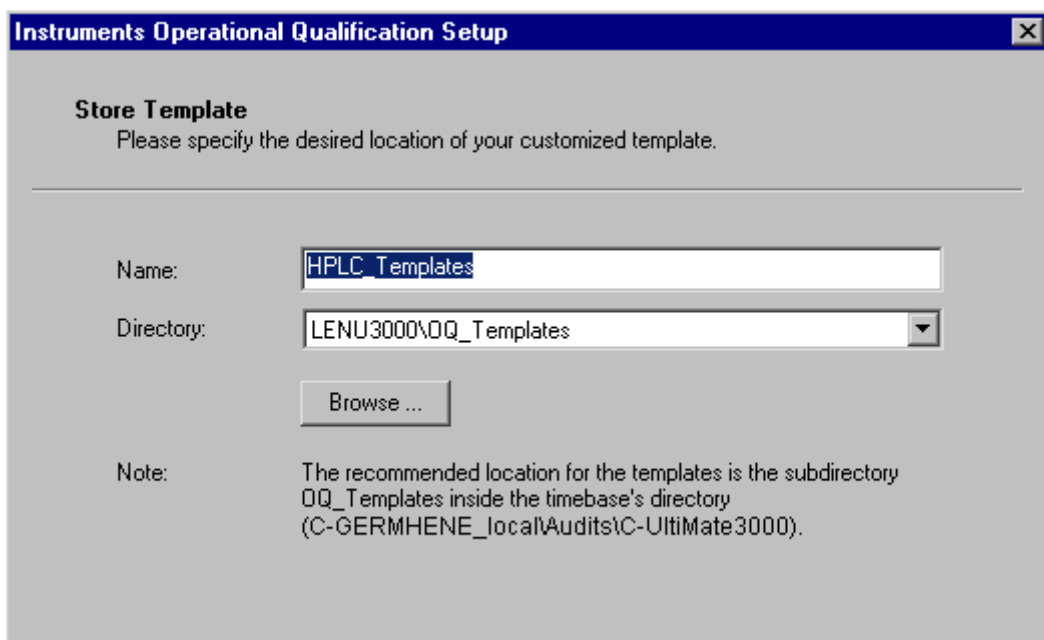 Instruments Operational Qualification Setup
Store Template
Please specify the desired location of your customized template.
Name:
HPLC_Templates
Directory:
LENU3000\OQ_Templates
Browse ...
Note:
The recommended location for the templates is the subdirectory
OQ_Templates inside the timebase's directory
(C-GERMHENE_local\Audits\C-UltiMate3000).